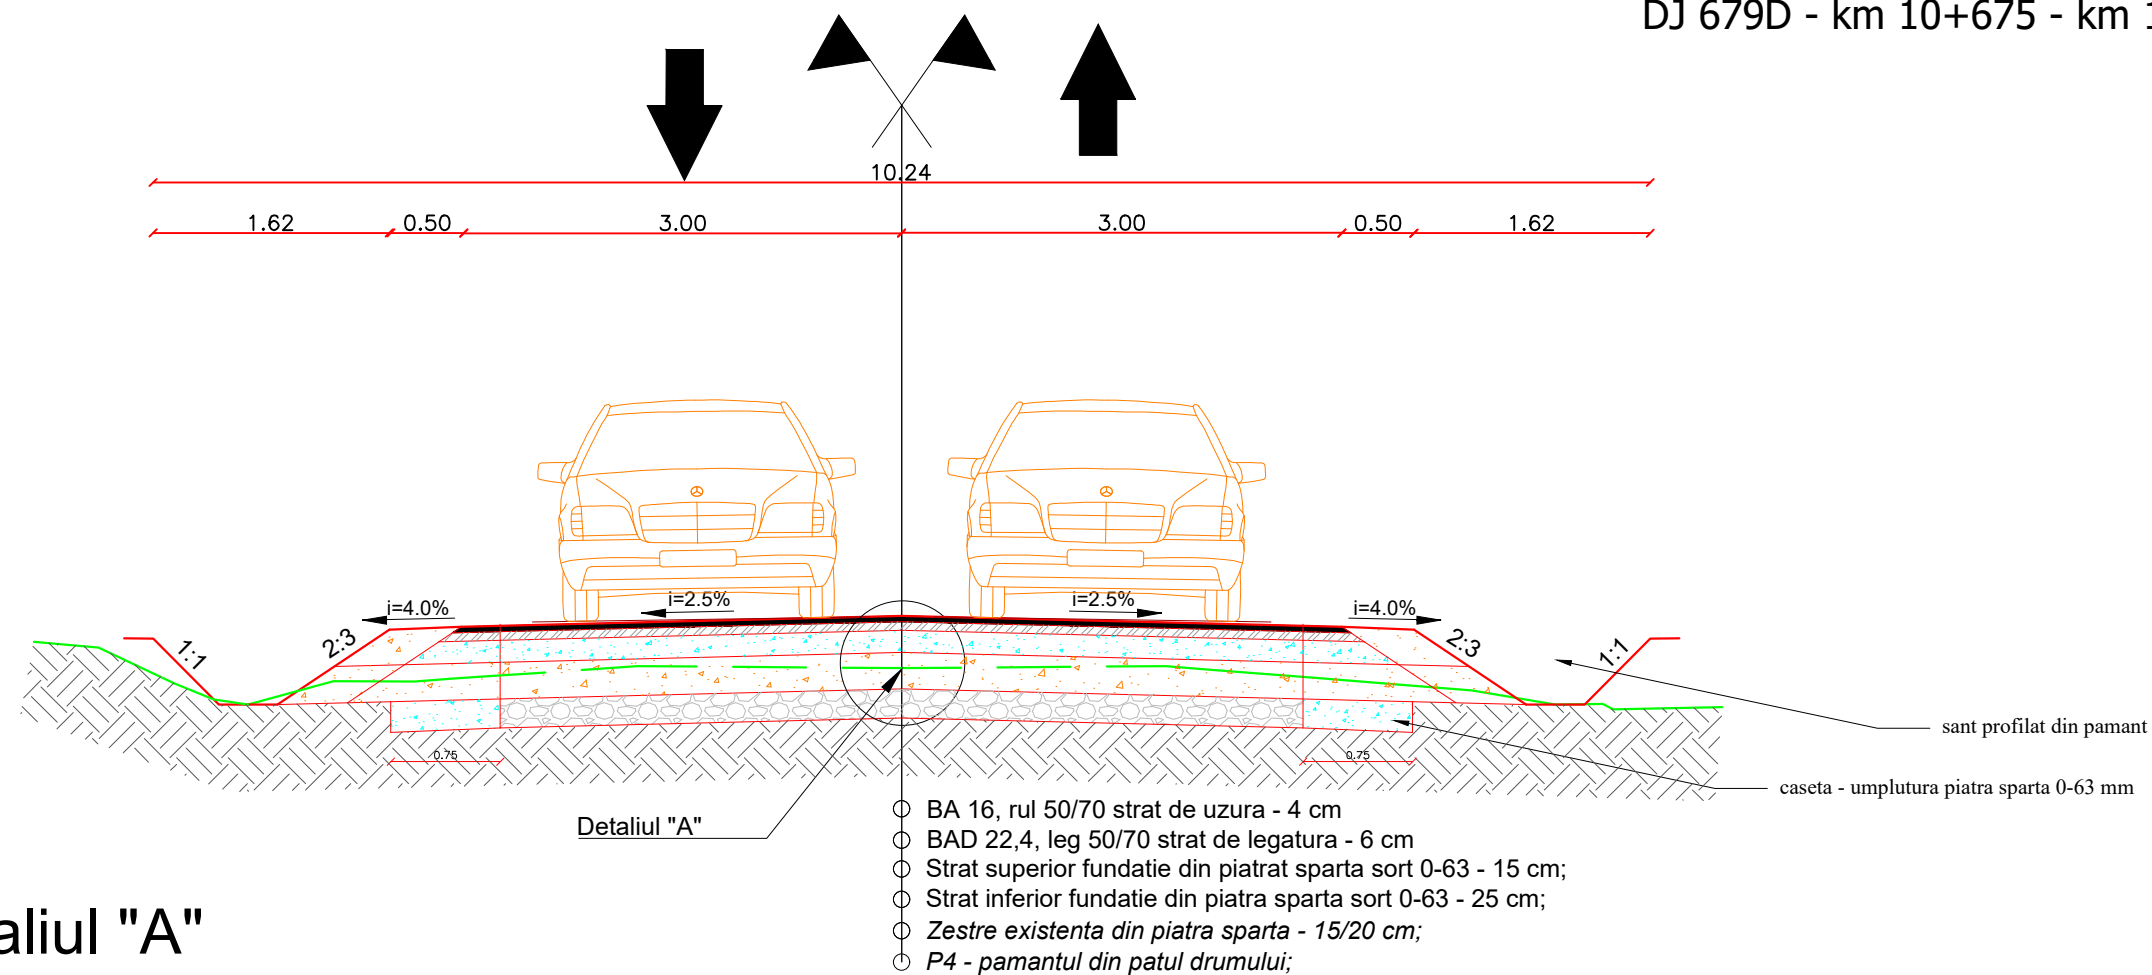 DJ 679D - km 10+675 - km
10.24
1.62 0.50 3.00 3.00 0.50 1.62
i=4.0% i=2.5% i=2.5% i=4.0%
1:1 2:3 2:3 1:1
sant profilat din pamant
0.75 0.75
caseta - umplutura piatra sparta 0-63 mm
Detaliul "A"
BA 16, rul 50/70 strat de uzura - 4 cm
BAD 22,4, leg 50/70 strat de legatura - 6 cm
Strat superior fundatie din piatrat sparta sort 0-63 - 15 cm;
Strat inferior fundatie din piatra sparta sort 0-63 - 25 cm;
Zestre existenta din piatra sparta - 15/20 cm;
P4 - pamantul din patul drumului;
aliul "A"